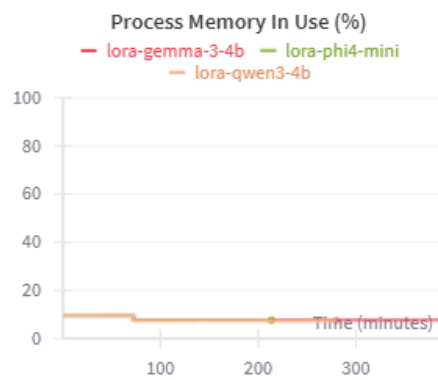 Process Memory In Use (%)
lora-gemma-3-4b lora-phi4-mini
lora-qwen3-4b
100
80
60
40
20
0
Time (minutes)
100 200 300